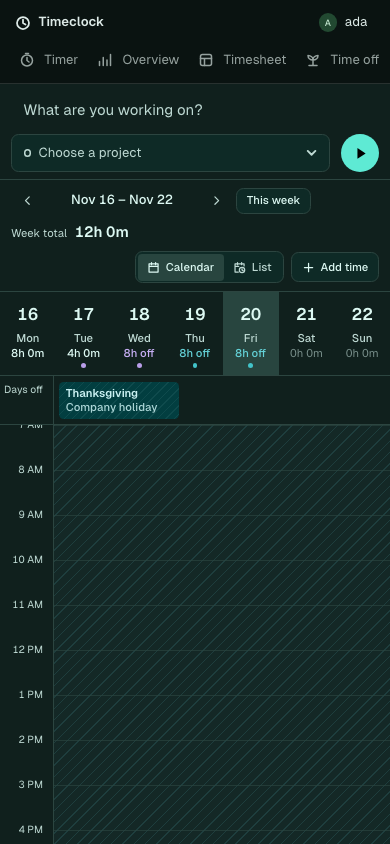 Timeclock
A ada
Timer Overview Timesheet Time off
What are you working on?
Choose a project
Nov 16 – Nov 22 This week
Week total 12h 0m
Calendar List Add time
16 17 18 19 20 21 22
Mon Tue Wed Thu Fri Sat Sun
8h 0m 4h 0m 8h off 8h off 8h off 0h 0m 0h 0m
Days off
Thanksgiving
Company holiday
7 AM
8 AM
9 AM
10 AM
11 AM
12 PM
1 PM
2 PM
3 PM
4 PM